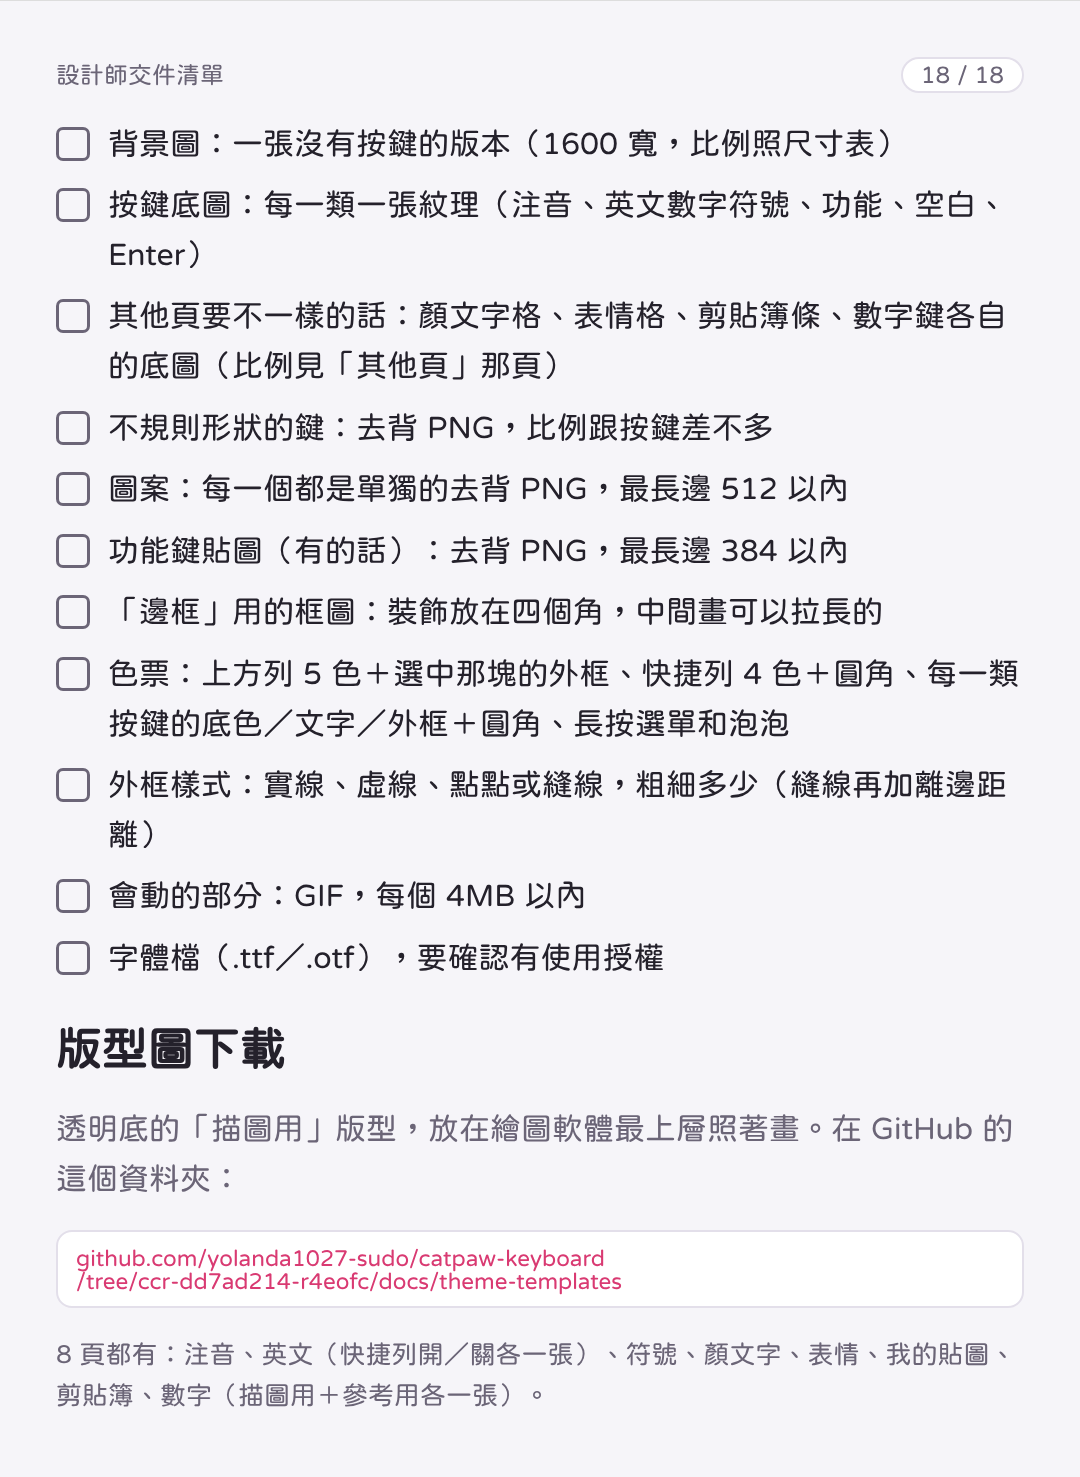 設計師交件清單
18 / 18
背景圖：一張沒有按鍵的版本（1600 寬，比例照尺寸表）
按鍵底圖：每一類一張紋理（注音、英文數字符號、功能、空白、
Enter）
其他頁要不一樣的話：顏文字格、表情格、剪貼簿條、數字鍵各自
的底圖（比例見「其他頁」那頁）
不規則形狀的鍵：去背 PNG，比例跟按鍵差不多
圖案：每一個都是單獨的去背 PNG，最長邊 512 以內
功能鍵貼圖（有的話）：去背 PNG，最長邊 384 以內
「邊框」用的框圖：裝飾放在四個角，中間畫可以拉長的
色票：上方列 5 色＋選中那塊的外框、快捷列 4 色＋圓角、每一類
按鍵的底色／文字／外框＋圓角、長按選單和泡泡
外框樣式：實線、虛線、點點或縫線，粗細多少（縫線再加離邊距
離）
會動的部分：GIF，每個 4MB 以內
字體檔（.ttf／.otf），要確認有使用授權
版型圖下載
透明底的「描圖用」版型，放在繪圖軟體最上層照著畫。在 GitHub 的
這個資料夾：
github.com/yolanda1027-sudo/catpaw-keyboard
/tree/ccr-dd7ad214-r4eofc/docs/theme-templates
8 頁都有：注音、英文（快捷列開／關各一張）、符號、顏文字、表情、我的貼圖、
剪貼簿、數字（描圖用＋參考用各一張）。